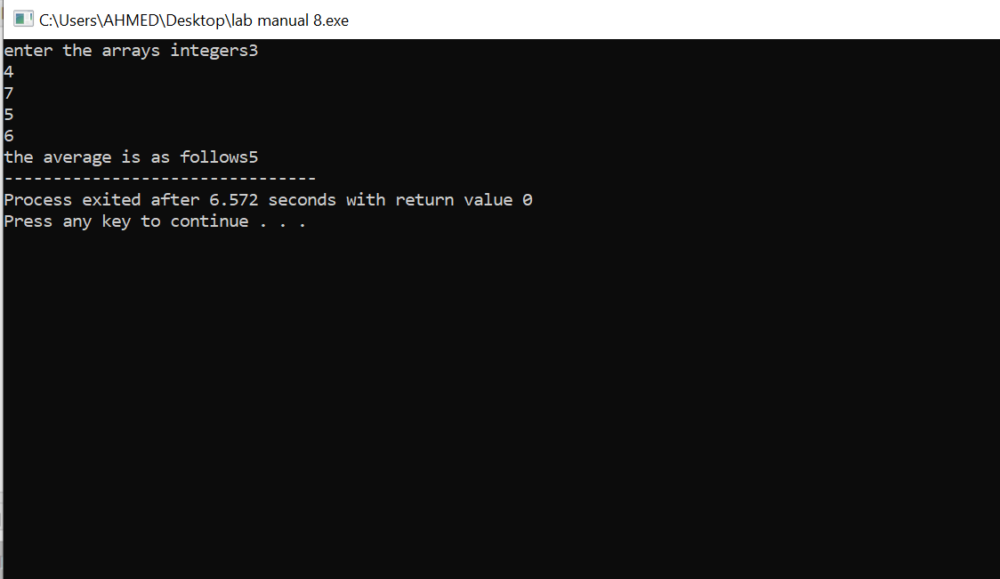 C:\Users\AHMED\Desktop\lab manual 8.exe
enter the arrays integers3
4
7
5
6
the average is as follows5
--------------------------------
Process exited after 6.572 seconds with return value 0
Press any key to continue . . .